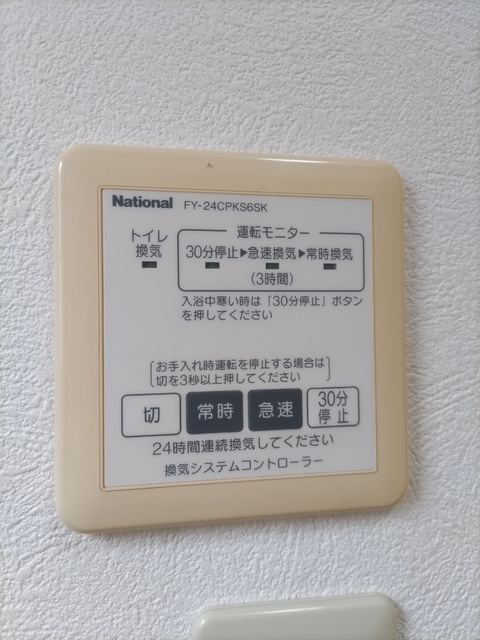 National FY-24CPKS6SK
トイレ
換気
運転モニター
30分停止▶急速換気▶常時換気
(3時間)
入浴中寒い時は「30分停止」ボタン
を押してください
お手入れ時運転を停止する場合は
切を3秒以上押してください
切 常時 急速 30分
停止
24時間連続換気してください
換気システムコントローラー